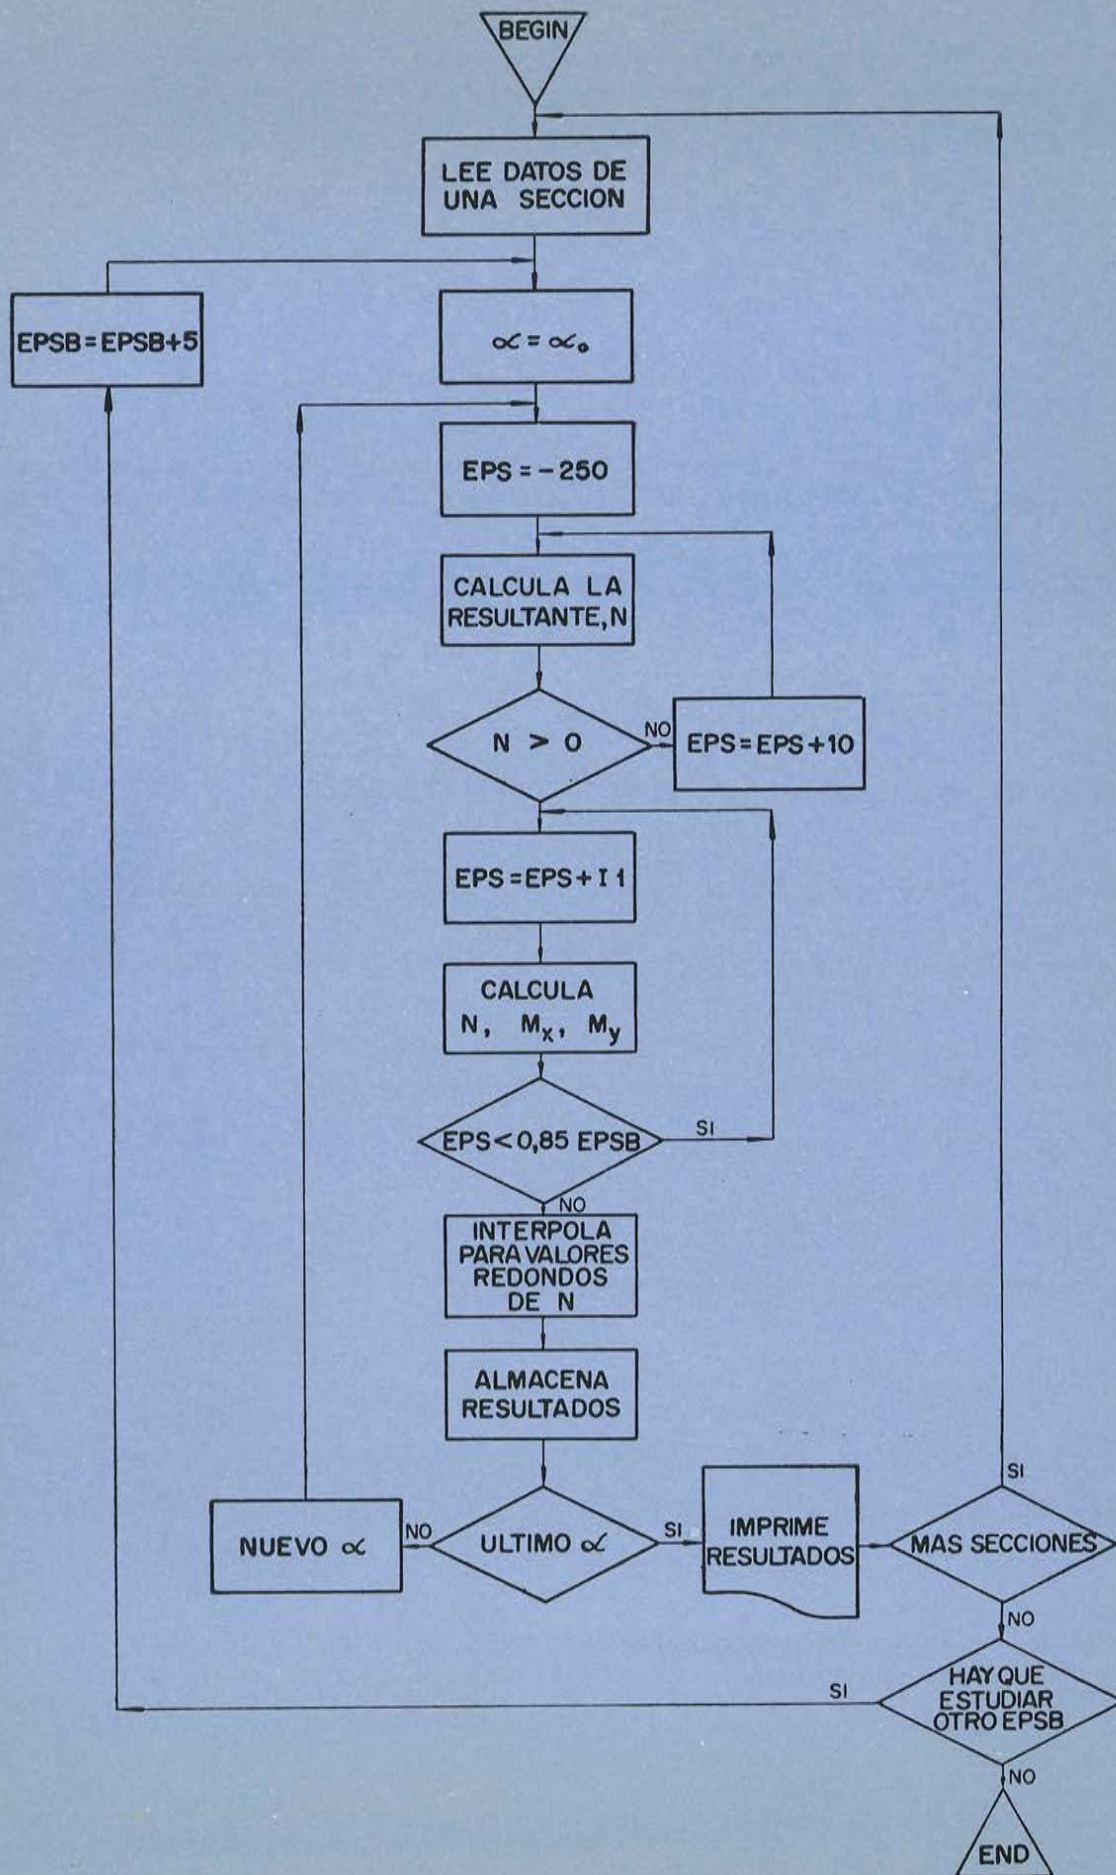 BEGIN
LEE DATOS DE
UNA SECCION
EPSB=EPSB+5
∝=∝₀
EPS=-250
CALCULA LA
RESULTANTE,N
N > 0
NO
EPS=EPS+10
EPS=EPS+I1
CALCULA
N, Mx, My
EPS<0,85 EPSB
SI
NO
INTERPOLA
PARA VALORES
REDONDOS
DE N
ALMACENA
RESULTADOS
NUEVO ∝
NO
ULTIMO ∝
SI
IMPRIME
RESULTADOS
SI
MAS SECCIONES
NO
SI
HAY QUE
ESTUDIAR
OTRO EPSB
NO
END